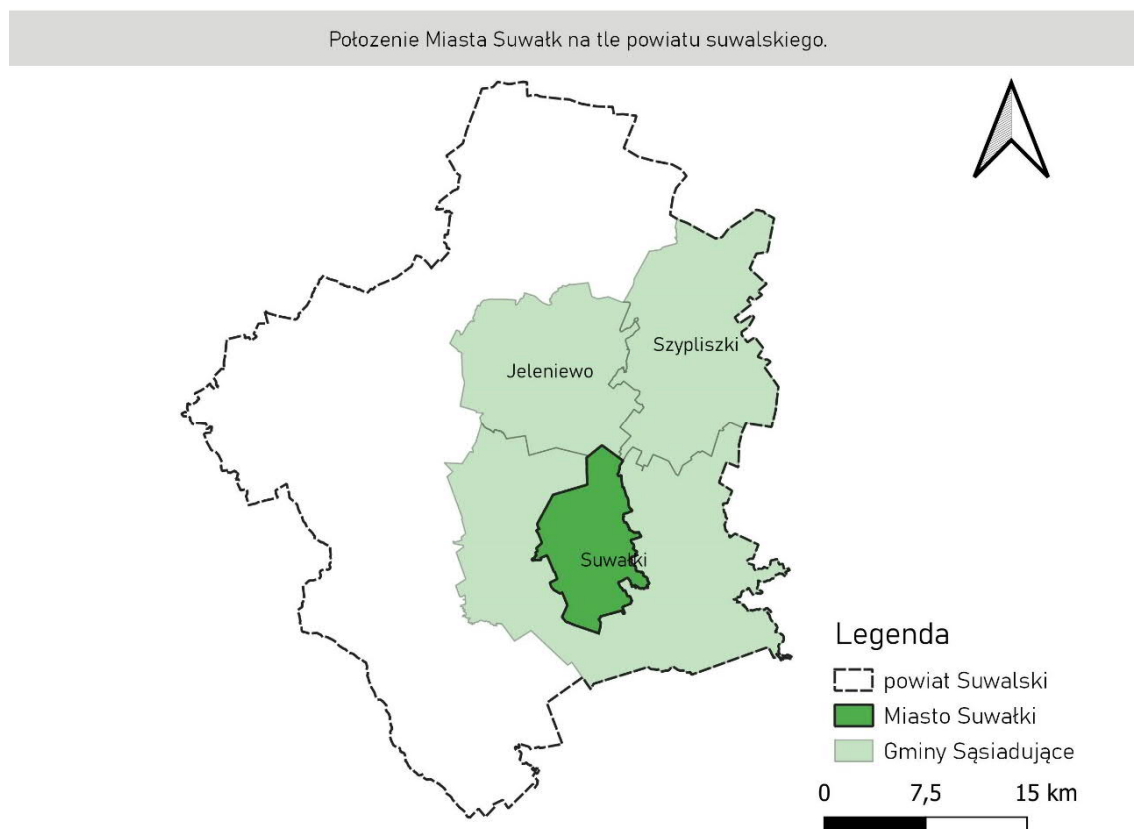 Połozenie Miasta Suwałk na tle powiatu suwalskiego.
Szypliszki
Jeleniewo
Suwałki
Legenda
powiat Suwalski
Miasto Suwałki
Gminy Sąsiadujące
0 7,5 15 km